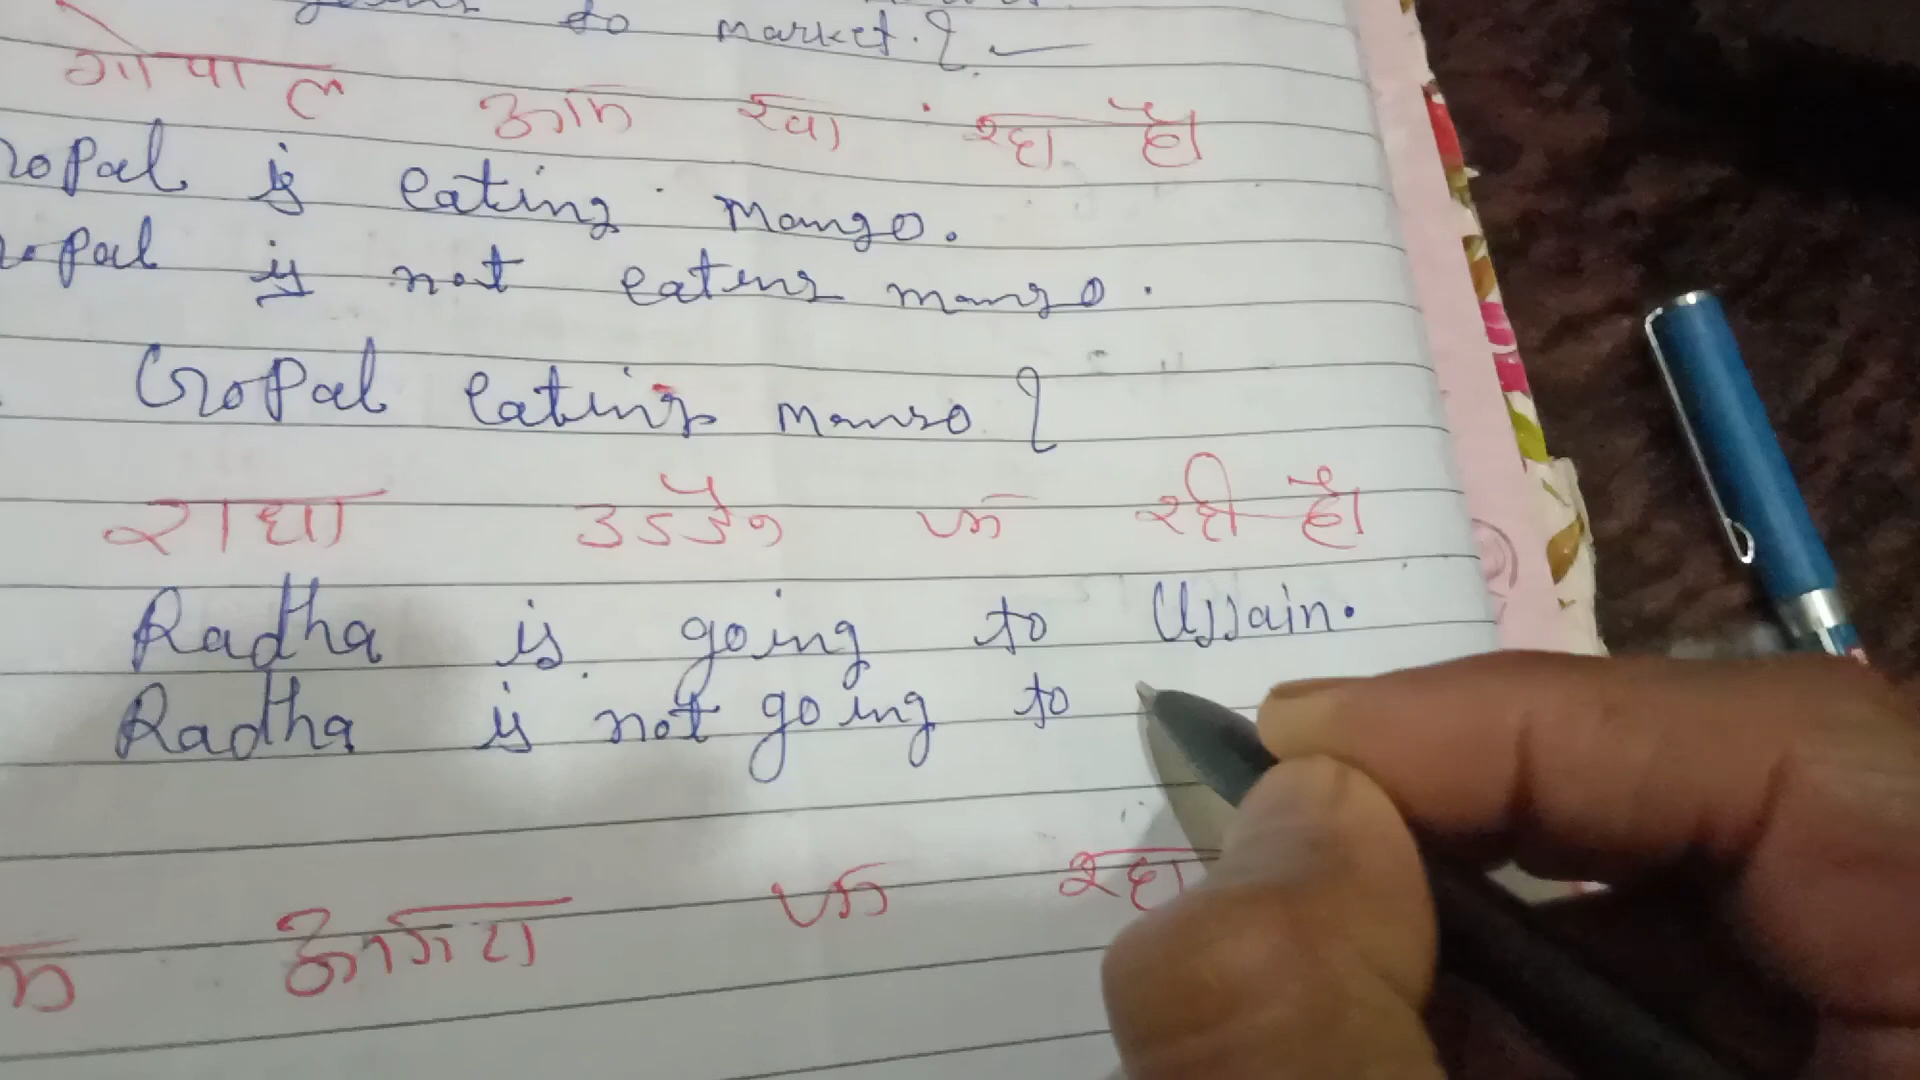 to market.?
गोपाल आम खा रहा है
Gopal is eating mango.
Gopal is not eating mango.
Gopal eating mango ?
राधा उज्जैन जा रही है
Radha is going to Ujjain.
Radha is not going to
आगरा जा रहा